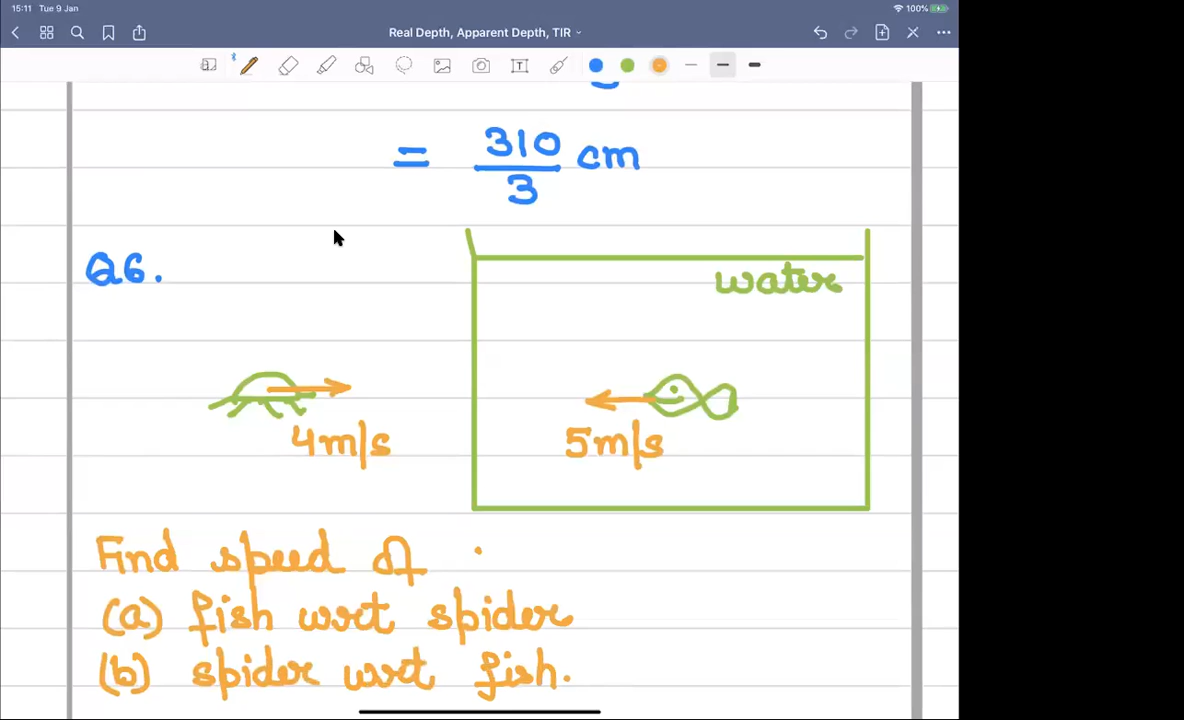 15:11 Tue 9 Jan
100%
Real Depth, Apparent Depth, TIR
= 310/3 cm
Q6.
water
4m/s
5m/s
Find speed of :
(a) fish wrt spider
(b) spider wrt fish.